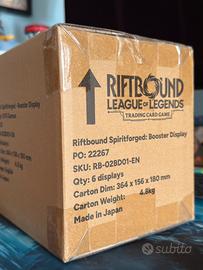 RIFTBOUND
LEAGUE OF LEGENDS
TRADING CARD GAME
Riftbound Spiritforged: Booster Display
PO: 22267
SKU: RB-02BD01-EN
Qty: 6 displays
Carton Dim: 364 x 156 x 180 mm
Carton Weight: 4.8kg
Made in Japan
subito